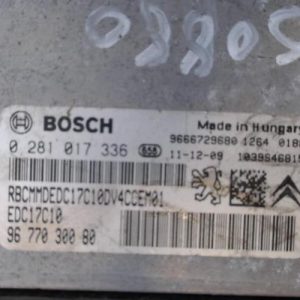 50880
BOSCH
Made in Hungary
9666729680 1264
0 281 017 336
11-12-09
RBCMMDEDC17C10DV4CCEM01
EDC17C10
96 770 300 80